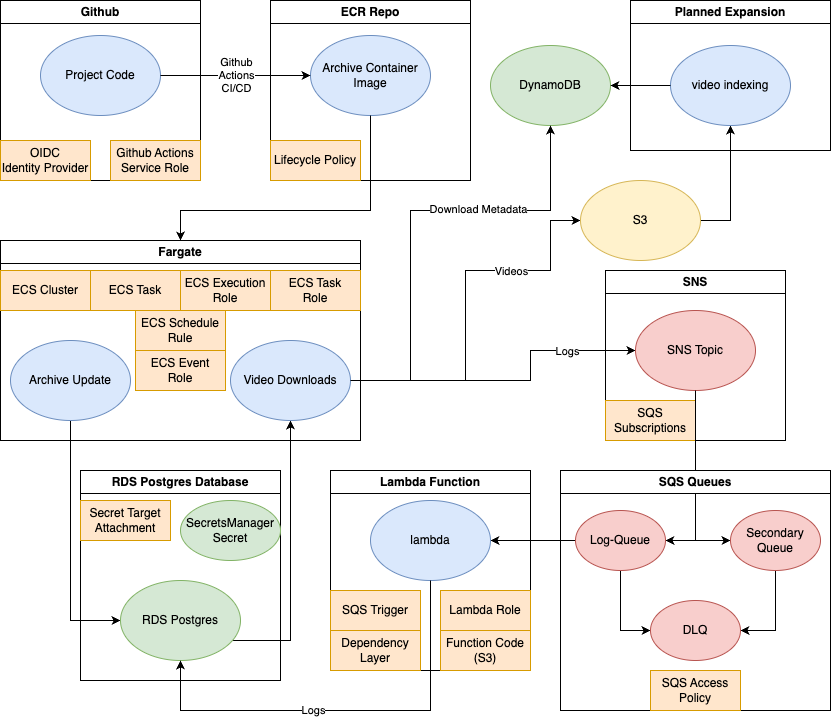 Github
ECR Repo
Planned Expansion
Project Code
Github
Actions
CI/CD
Archive Container
Image
DynamoDB
video indexing
OIDC
Identity Provider
Github Actions
Service Role
Lifecycle Policy
Download Metadata
S3
Fargate
Videos
ECS Cluster
ECS Task
ECS Execution
Role
ECS Task
Role
SNS
ECS Schedule
Rule
ECS Event
Role
Archive Update
Video Downloads
Logs
SNS Topic
SQS
Subscriptions
RDS Postgres Database
Lambda Function
SQS Queues
Secret Target
Attachment
SecretsManager
Secret
lambda
Log-Queue
Secondary
Queue
RDS Postgres
SQS Trigger
Lambda Role
Dependency
Layer
Function Code
(S3)
DLQ
SQS Access
Policy
Logs